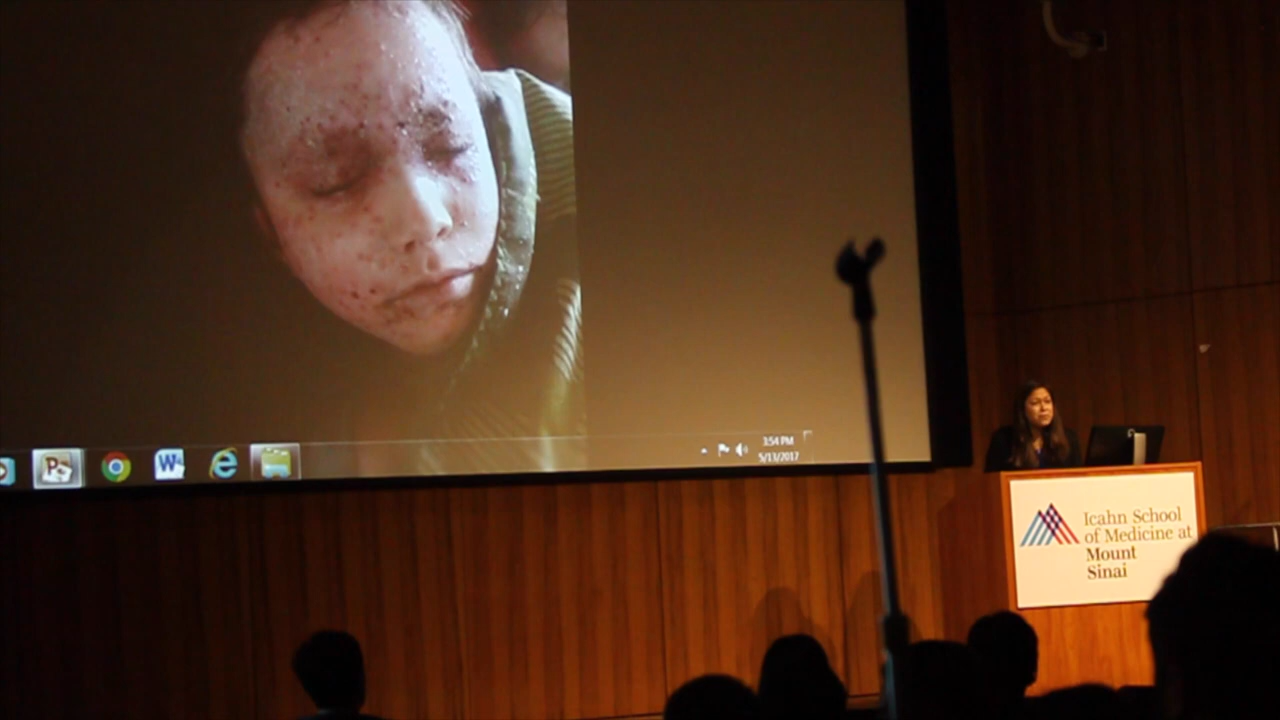 P
W
3:54 PM
5/13/2017
Icahn School
of Medicine at
Mount
Sinai